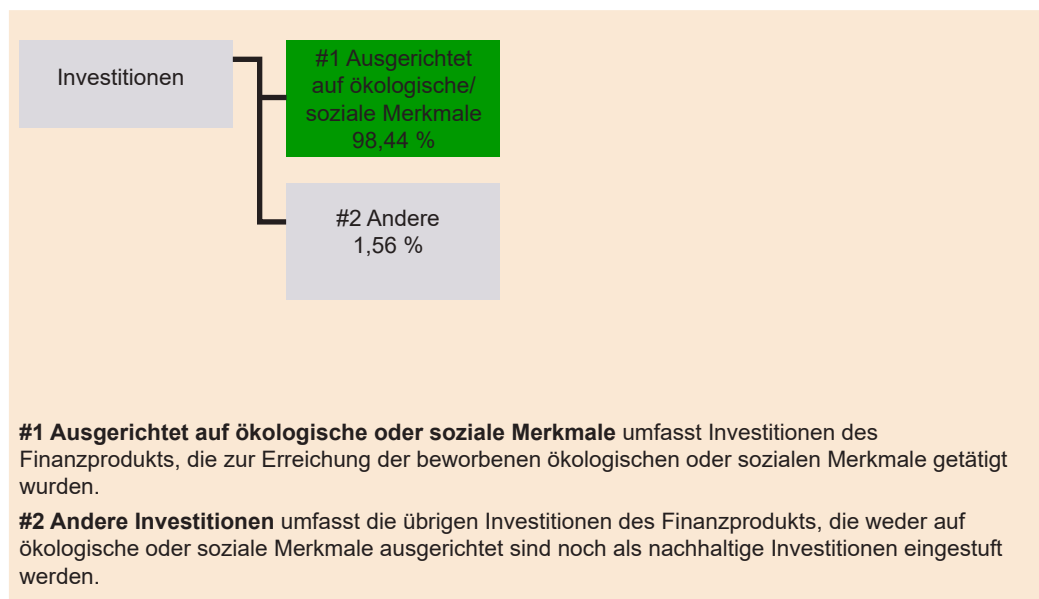 Investitionen
#1 Ausgerichtet
auf ökologische/
soziale Merkmale
98,44 %
#2 Andere
1,56 %
#1 Ausgerichtet auf ökologische oder soziale Merkmale umfasst Investitionen des
Finanzprodukts, die zur Erreichung der beworbenen ökologischen oder sozialen Merkmale getätigt
wurden.
#2 Andere Investitionen umfasst die übrigen Investitionen des Finanzprodukts, die weder auf
ökologische oder soziale Merkmale ausgerichtet sind noch als nachhaltige Investitionen eingestuft
werden.